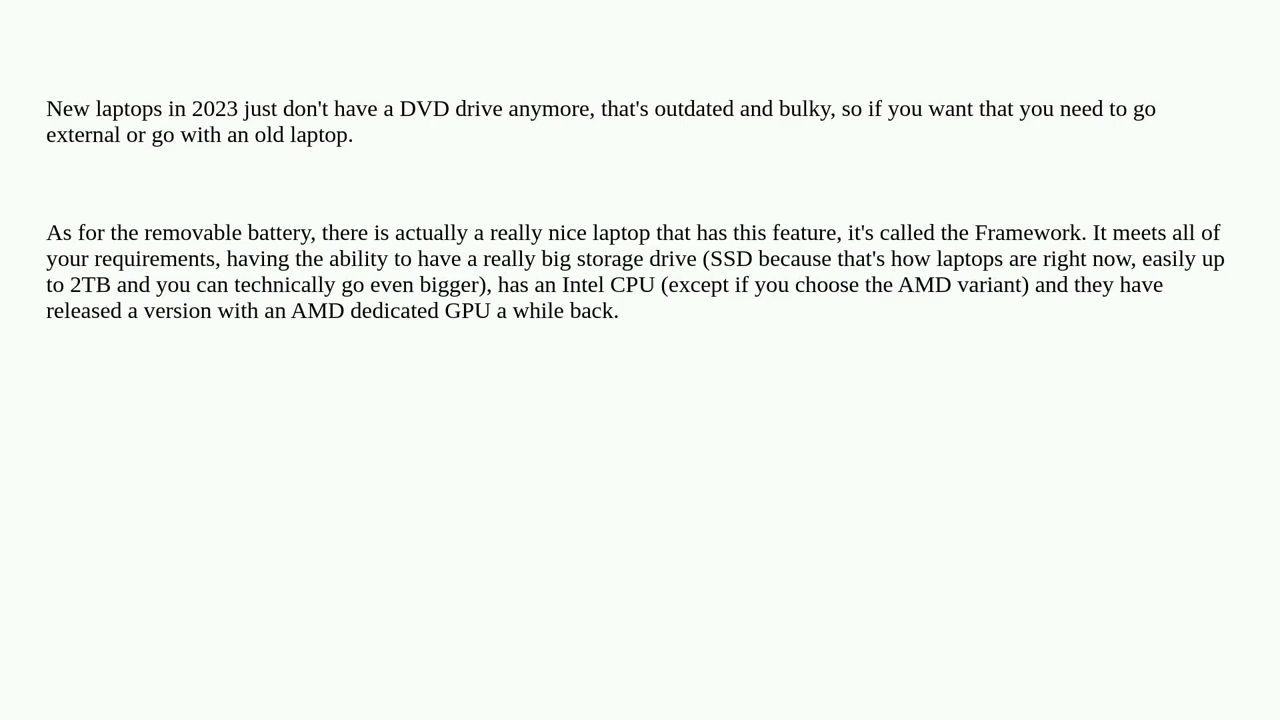 New laptops in 2023 just don't have a DVD drive anymore, that's outdated and bulky, so if you want that you need to go
external or go with an old laptop.
As for the removable battery, there is actually a really nice laptop that has this feature, it's called the Framework. It meets all of
your requirements, having the ability to have a really big storage drive (SSD because that's how laptops are right now, easily up
to 2TB and you can technically go even bigger), has an Intel CPU (except if you choose the AMD variant) and they have
released a version with an AMD dedicated GPU a while back.